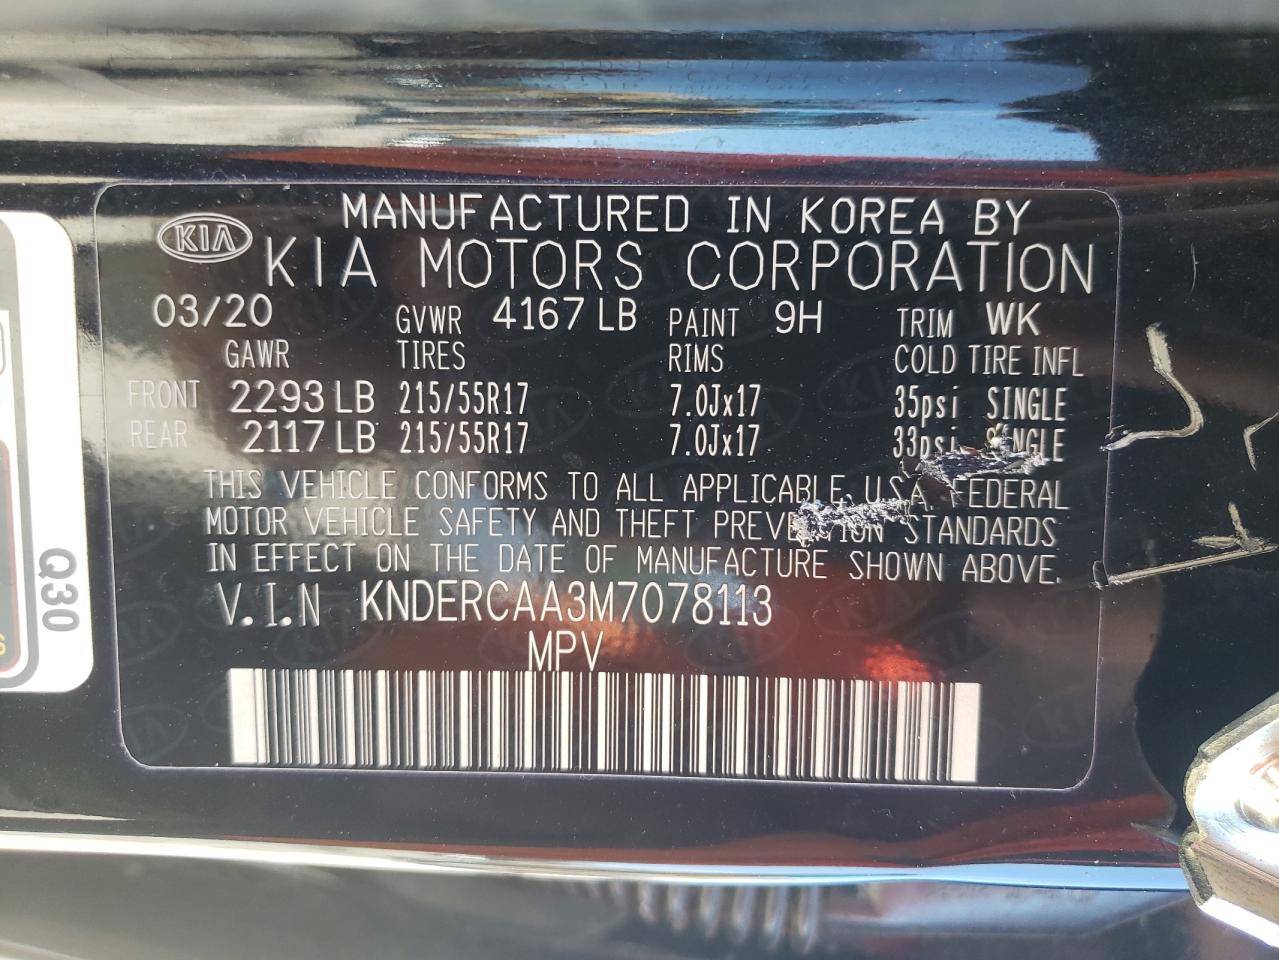 MANUFACTURED IN KOREA BY
KIA
KIA MOTORS CORPORATION
03/20 GVWR 4167 LB PAINT 9H TRIM WK
GAWR TIRES RIMS COLD TIRE INFL
FRONT 2293 LB 215/55R17 7.0Jx17 35psi SINGLE
REAR 2117 LB 215/55R17 7.0Jx17 33psi SINGLE
THIS VEHICLE CONFORMS TO ALL APPLICABLE U.S.A. FEDERAL
MOTOR VEHICLE SAFETY AND THEFT PREVENTION STANDARDS
IN EFFECT ON THE DATE OF MANUFACTURE SHOWN ABOVE.
V.I.N KNDERCAA3M7078113
MPV
Q30